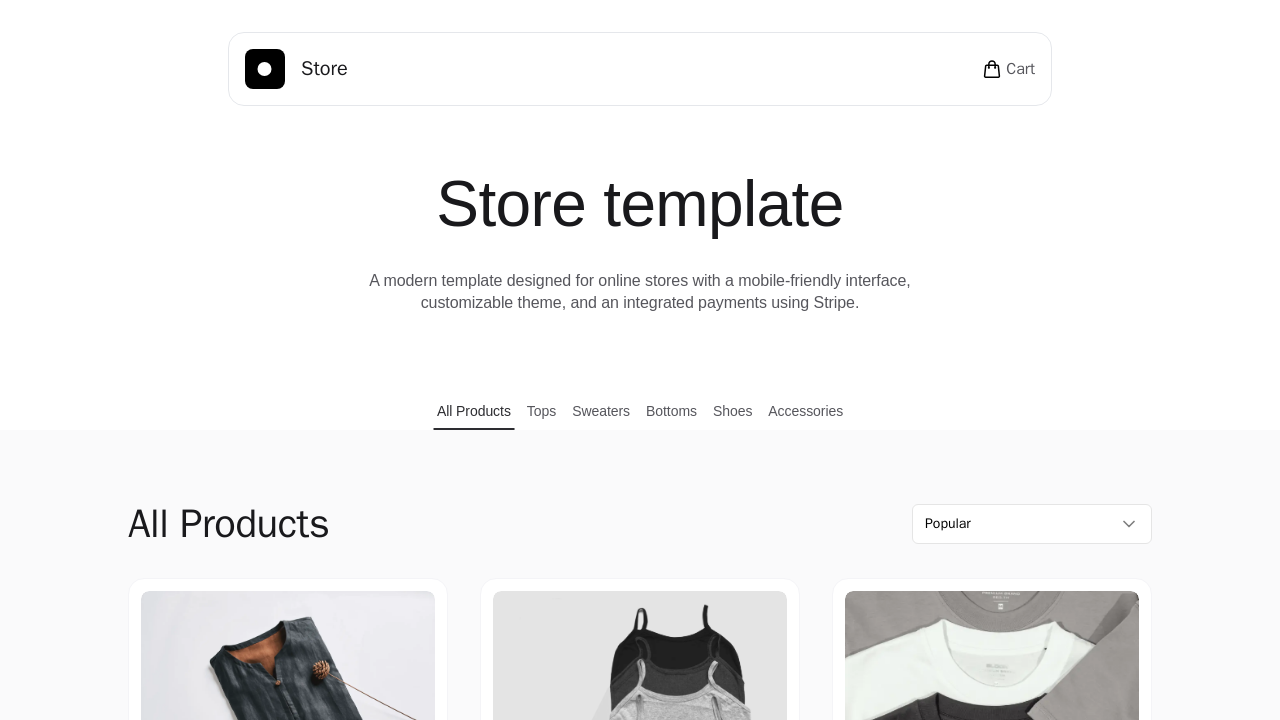 Store
Cart
Store template
A modern template designed for online stores with a mobile-friendly interface,
customizable theme, and an integrated payments using Stripe.
All Products Tops Sweaters Bottoms Shoes Accessories
All Products
Popular